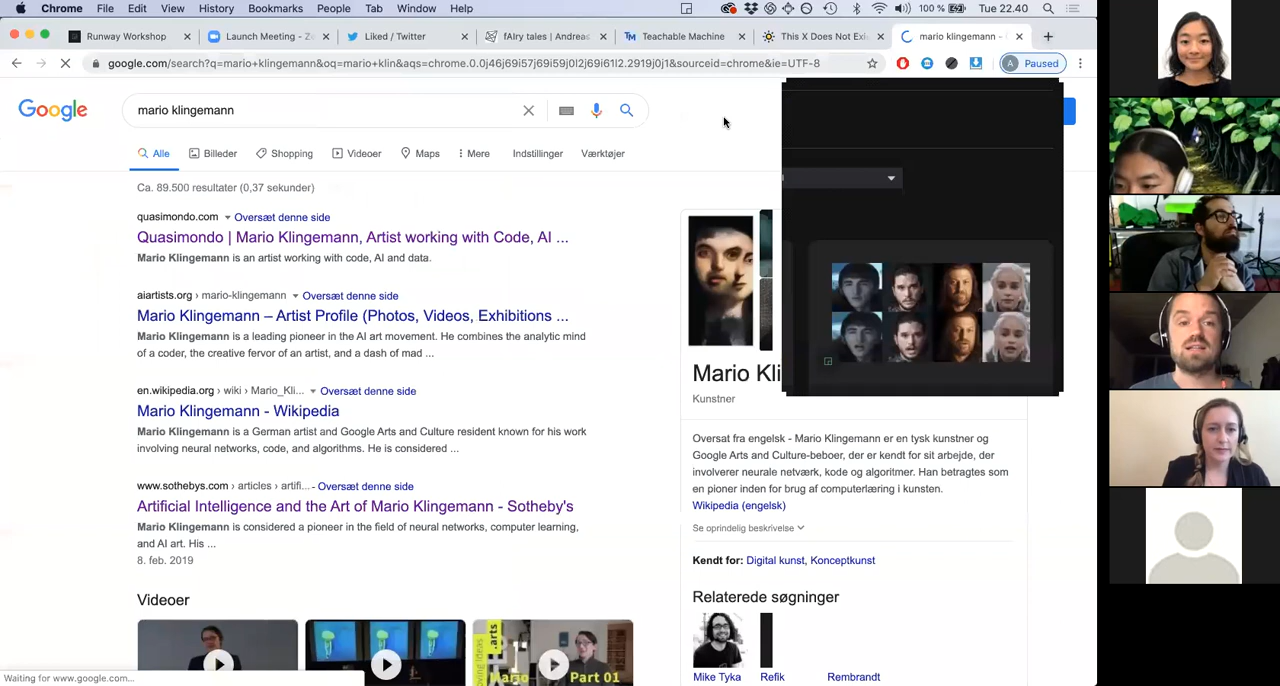 Chrome File Edit View History Bookmarks People Tab Window Help 100 % Tue 22.40
Runway Workshop Launch Meeting - Ze Liked / Twitter fAIry tales | Andreas Teachable Machine This X Does Not Exi mario klingemann -
google.com/search?q=mario+klingemann&oq=mario+klin&aqs=chrome.0.0j46j69i57j69i59j0l2j69i61l2.2919j0j1&sourceid=chrome&ie=UTF-8 A Paused
Google mario klingemann
Alle Billeder Shopping Videoer Maps Mere Indstillinger Værktøjer
Ca. 89.500 resultater (0,37 sekunder)
quasimondo.com Oversæt denne side
Quasimondo | Mario Klingemann, Artist working with Code, AI ...
Mario Klingemann is an artist working with code, AI and data.
aiartists.org › mario-klingemann Oversæt denne side
Mario Klingemann – Artist Profile (Photos, Videos, Exhibitions ...
Mario Klingemann is a leading pioneer in the AI art movement. He combines the analytic mind
of a coder, the creative fervor of an artist, and a dash of mad ...
en.wikipedia.org › wiki › Mario_Kli... Oversæt denne side
Mario Klingemann - Wikipedia
Mario Klingemann is a German artist and Google Arts and Culture resident known for his work
involving neural networks, code, and algorithms. He is considered ...
www.sothebys.com › articles › artifi... Oversæt denne side
Artificial Intelligence and the Art of Mario Klingemann - Sotheby's
Mario Klingemann is considered a pioneer in the field of neural networks, computer learning,
and AI art. His ...
8. feb. 2019
Videoer
arts
Mario
Part 01
Mario Kli
Kunstner
Oversat fra engelsk - Mario Klingemann er en tysk kunstner og
Google Arts and Culture-beboer, der er kendt for sit arbejde, der
involverer neurale netværk, kode og algoritmer. Han betragtes som
en pioner inden for brug af computerlæring i kunsten.
Wikipedia (engelsk)
Se oprindelig beskrivelse
Kendt for: Digital kunst, Konceptkunst
Relaterede søgninger
Mike Tyka Refik Rembrandt
Waiting for www.google.com...